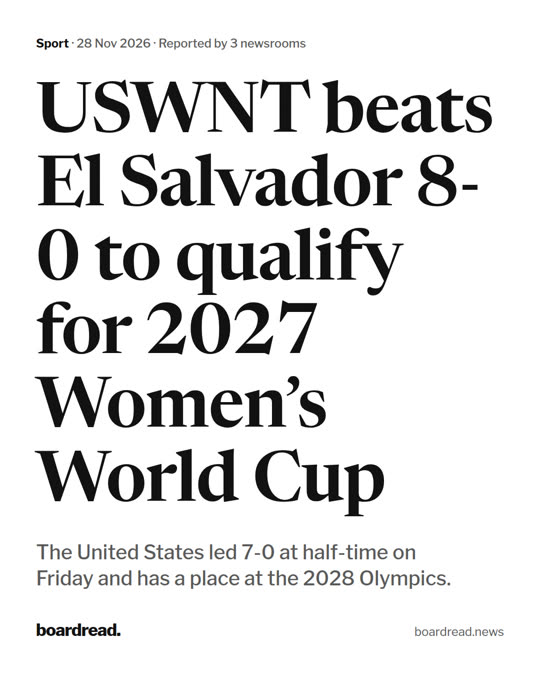 Sport · 28 Nov 2026 · Reported by 3 newsrooms
USWNT beats
El Salvador 8-
0 to qualify
for 2027
Women’s
World Cup
The United States led 7-0 at half-time on
Friday and has a place at the 2028 Olympics.
boardread.
boardread.news